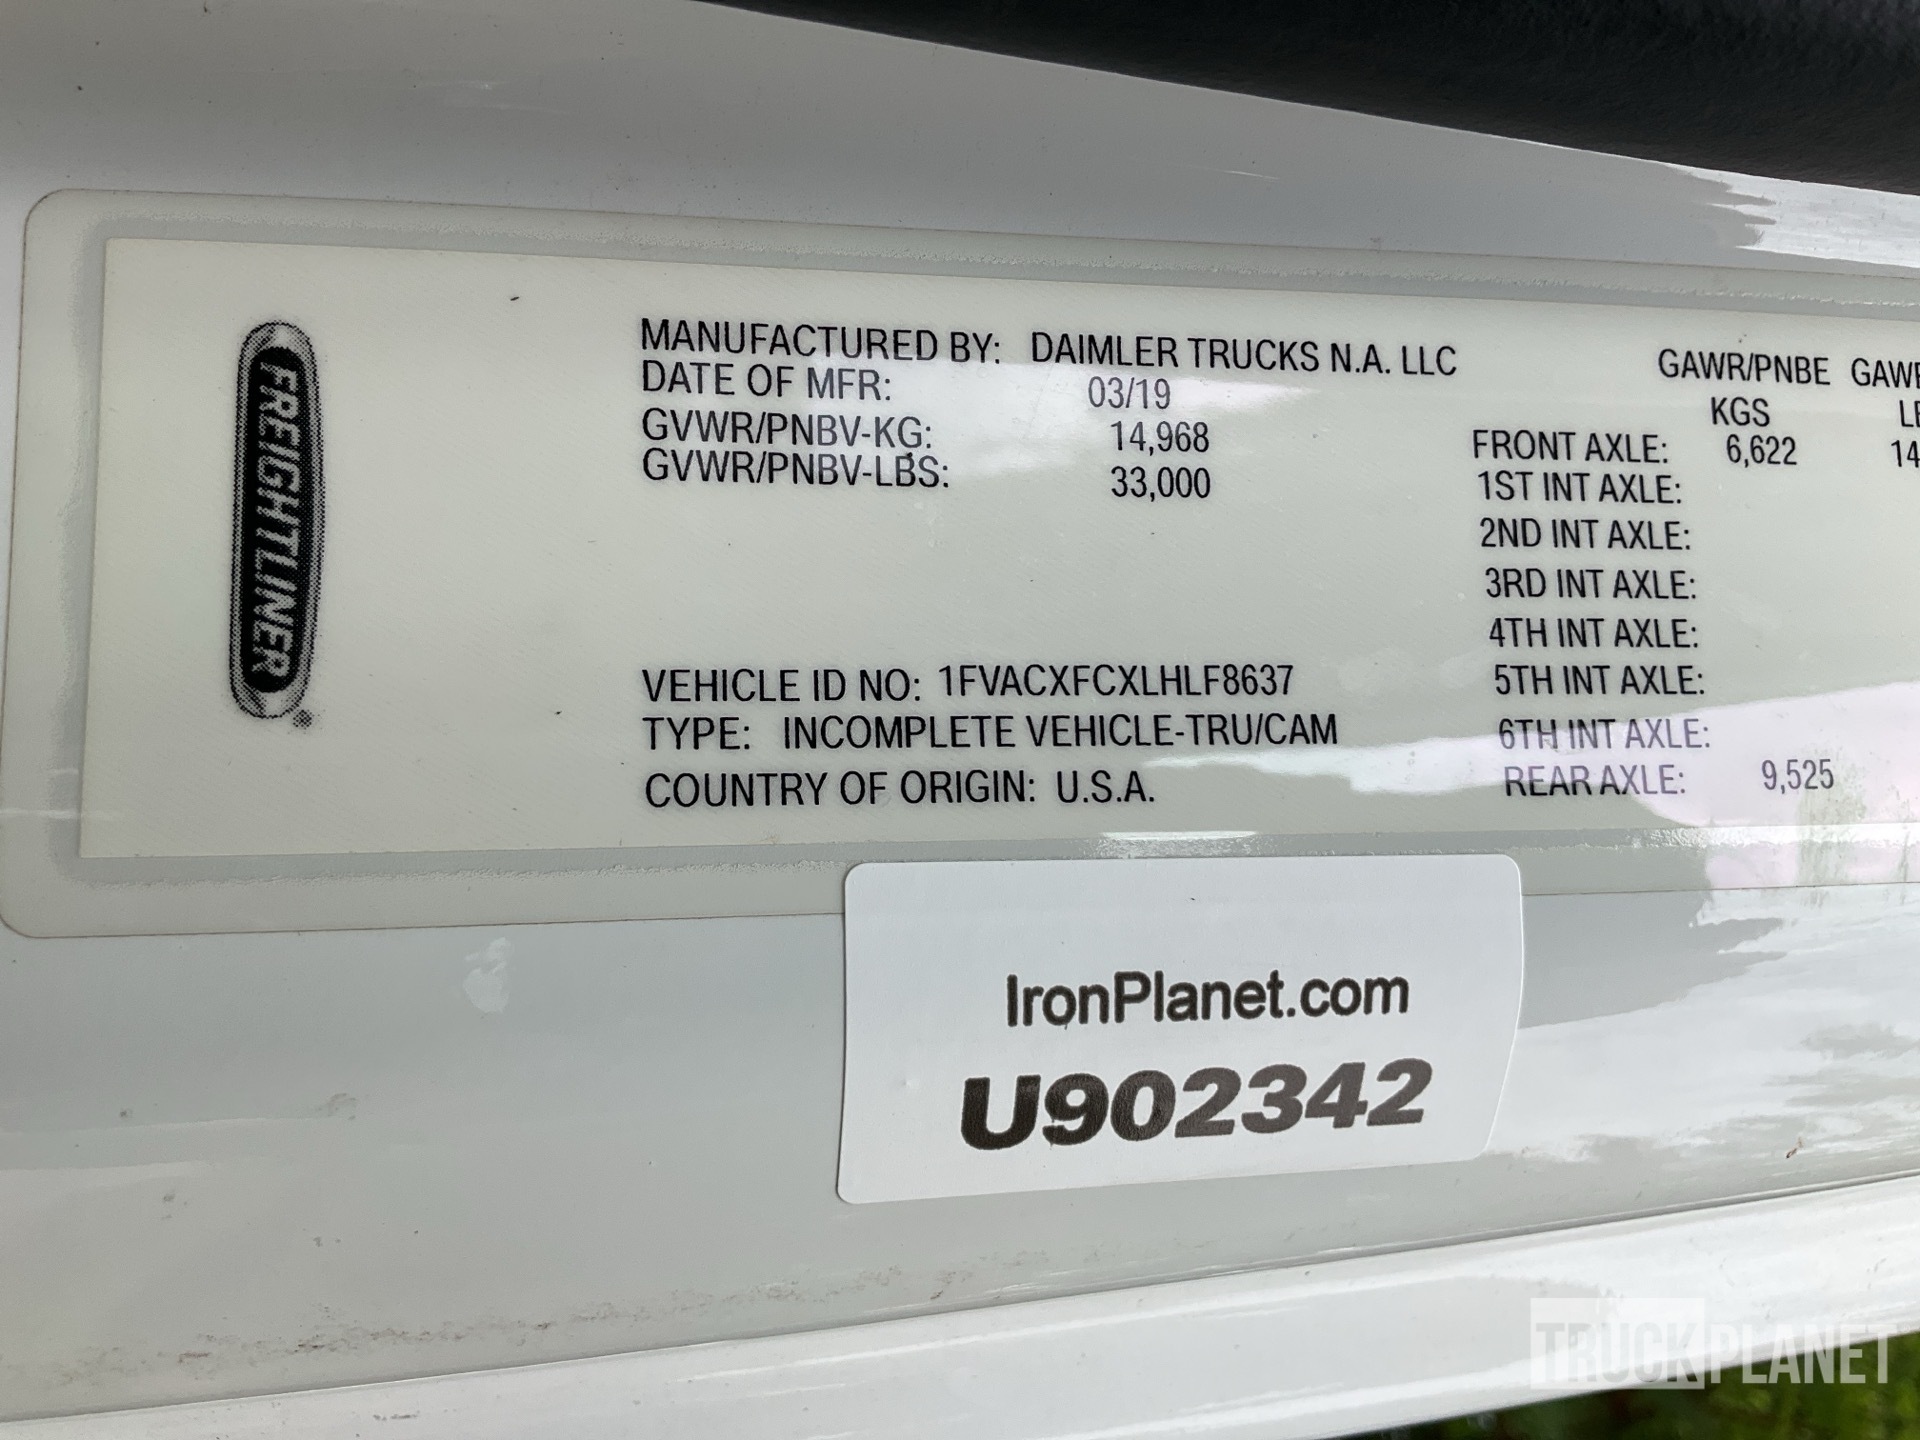 FREIGHTLINER®
MANUFACTURED BY: DAIMLER TRUCKS N.A. LLC
DATE OF MFR: 03/19
GVWR/PNBV-KG: 14,968
GVWR/PNBV-LBS: 33,000
VEHICLE ID NO: 1FVACXFCXLHLF8637
TYPE: INCOMPLETE VEHICLE-TRU/CAM
COUNTRY OF ORIGIN: U.S.A.
GAWR/PNBE
KGS
FRONT AXLE: 6,622
1ST INT AXLE:
2ND INT AXLE:
3RD INT AXLE:
4TH INT AXLE:
5TH INT AXLE:
6TH INT AXLE:
REAR AXLE: 9,525
IronPlanet.com
U902342
TRUCKPLANET